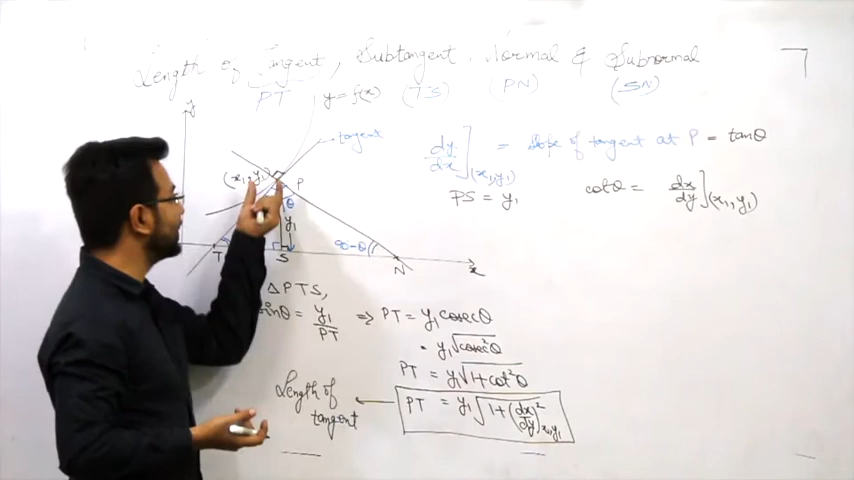 Length of Tangent, Subtangent, Normal & Subnormal
PT y = f(x) (TS) (PN) (SN)
y
tangent
(x₁, y₁) P
θ
y₁
T S 90-θ N x
dy/dx](x₁,y₁) = Slope of tangent at P = tanθ
PS = y₁ cotθ = dx/dy](x₁,y₁)
ΔPTS,
sinθ = y₁/PT ⇒ PT = y₁ cosecθ
= y₁√cosec²θ
PT = y₁√1+cot²θ
Length of tangent ← PT = y₁√1+(dx/dy)²x₁,y₁